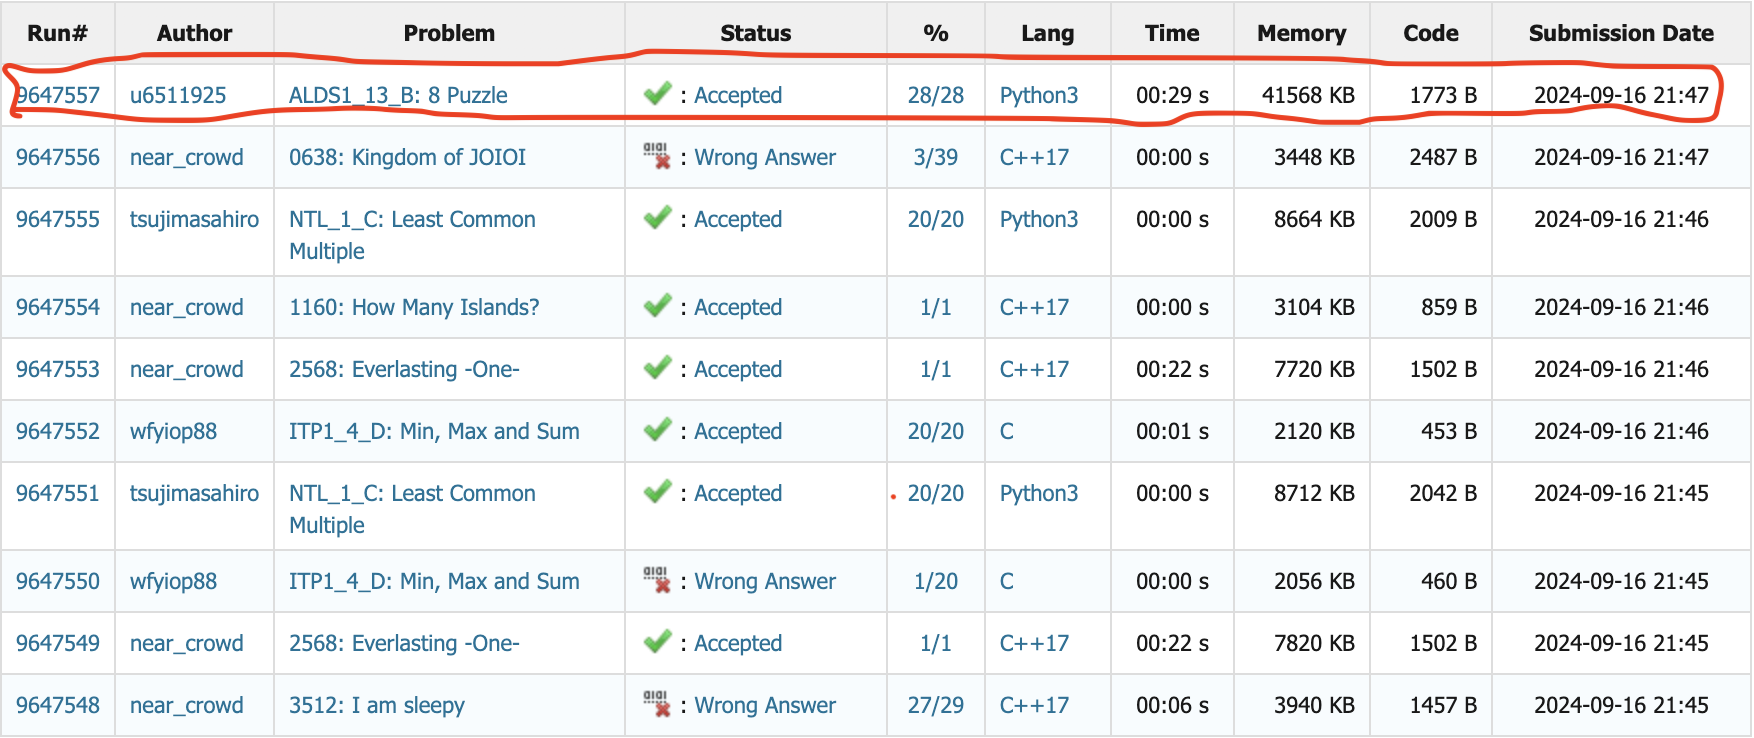 Run# Author Problem Status % Lang Time Memory Code Submission Date
9647557 u6511925 ALDS1_13_B: 8 Puzzle : Accepted 28/28 Python3 00:29 s 41568 KB 1773 B 2024-09-16 21:47
9647556 near_crowd 0638: Kingdom of JOIOI : Wrong Answer 3/39 C++17 00:00 s 3448 KB 2487 B 2024-09-16 21:47
9647555 tsujimasahiro NTL_1_C: Least Common : Accepted 20/20 Python3 00:00 s 8664 KB 2009 B 2024-09-16 21:46
Multiple
9647554 near_crowd 1160: How Many Islands? : Accepted 1/1 C++17 00:00 s 3104 KB 859 B 2024-09-16 21:46
9647553 near_crowd 2568: Everlasting -One- : Accepted 1/1 C++17 00:22 s 7720 KB 1502 B 2024-09-16 21:46
9647552 wfyiop88 ITP1_4_D: Min, Max and Sum : Accepted 20/20 C 00:01 s 2120 KB 453 B 2024-09-16 21:46
9647551 tsujimasahiro NTL_1_C: Least Common : Accepted 20/20 Python3 00:00 s 8712 KB 2042 B 2024-09-16 21:45
Multiple
9647550 wfyiop88 ITP1_4_D: Min, Max and Sum : Wrong Answer 1/20 C 00:00 s 2056 KB 460 B 2024-09-16 21:45
9647549 near_crowd 2568: Everlasting -One- : Accepted 1/1 C++17 00:22 s 7820 KB 1502 B 2024-09-16 21:45
9647548 near_crowd 3512: I am sleepy : Wrong Answer 27/29 C++17 00:06 s 3940 KB 1457 B 2024-09-16 21:45